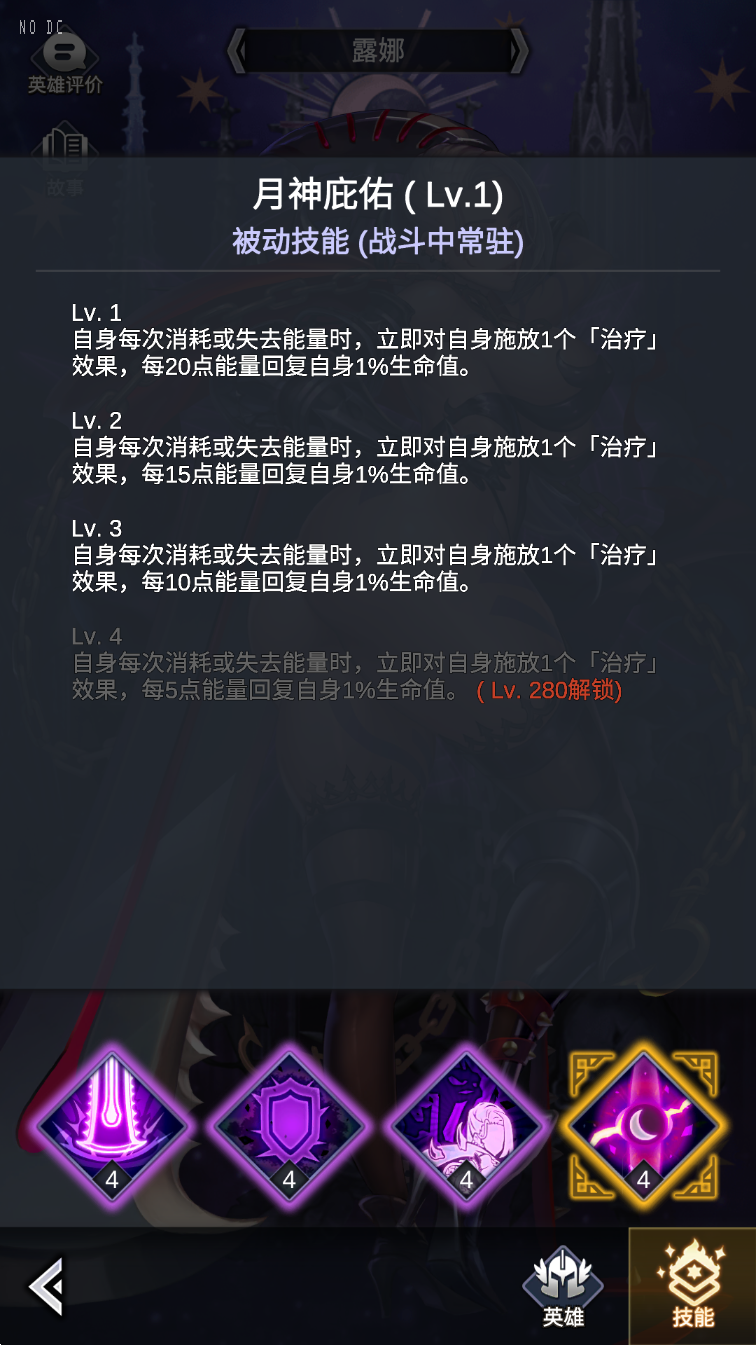 NO DC
英雄评价
露娜
故事
月神庇佑 ( Lv.1)
被动技能 (战斗中常驻)
Lv. 1
自身每次消耗或失去能量时，立即对自身施放1个「治疗」
效果，每20点能量回复自身1%生命值。
Lv. 2
自身每次消耗或失去能量时，立即对自身施放1个「治疗」
效果，每15点能量回复自身1%生命值。
Lv. 3
自身每次消耗或失去能量时，立即对自身施放1个「治疗」
效果，每10点能量回复自身1%生命值。
Lv. 4
自身每次消耗或失去能量时，立即对自身施放1个「治疗」
效果，每5点能量回复自身1%生命值。 ( Lv. 280解锁)
4 4 4 4
英雄 技能